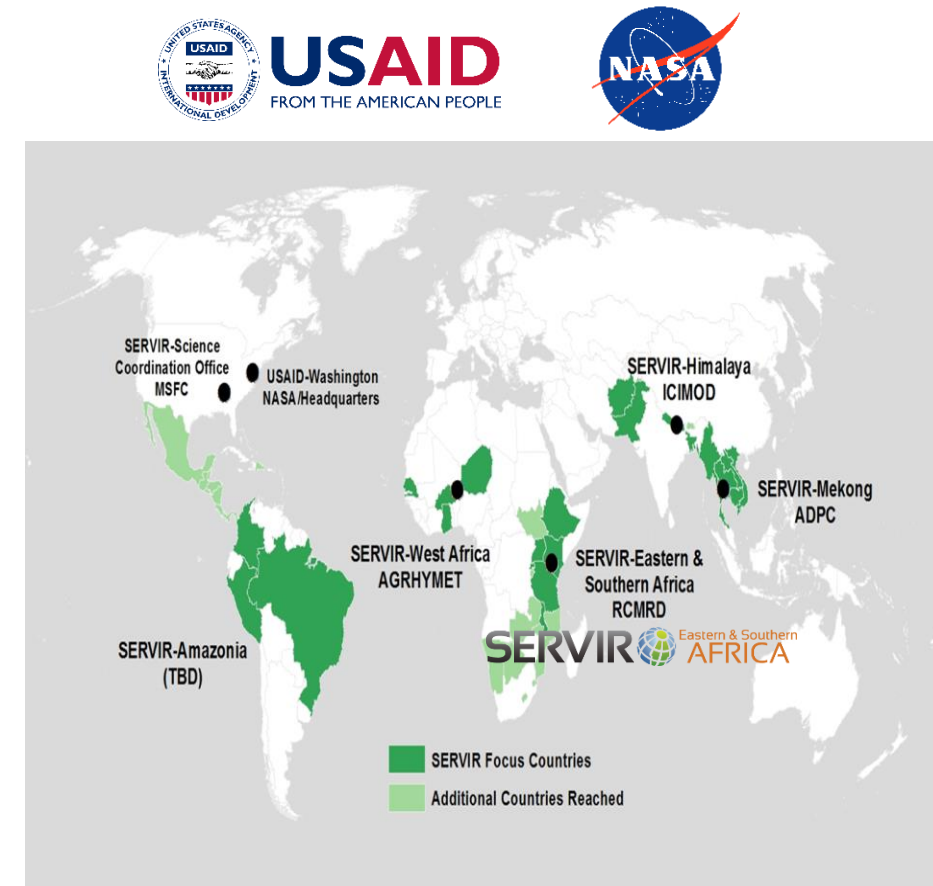 UNITED STATES AGENCY
USAID
INTERNATIONAL DEVELOPMENT
USAID
FROM THE AMERICAN PEOPLE
NASA
SERVIR-Science
Coordination Office
MSFC
USAID-Washington
NASA/Headquarters
SERVIR-Himalaya
ICIMOD
SERVIR-Mekong
ADPC
SERVIR-West Africa
AGRHYMET
SERVIR-Eastern &
Southern Africa
RCMRD
SERVIR Eastern & Southern
AFRICA
SERVIR-Amazonia
(TBD)
SERVIR Focus Countries
Additional Countries Reached